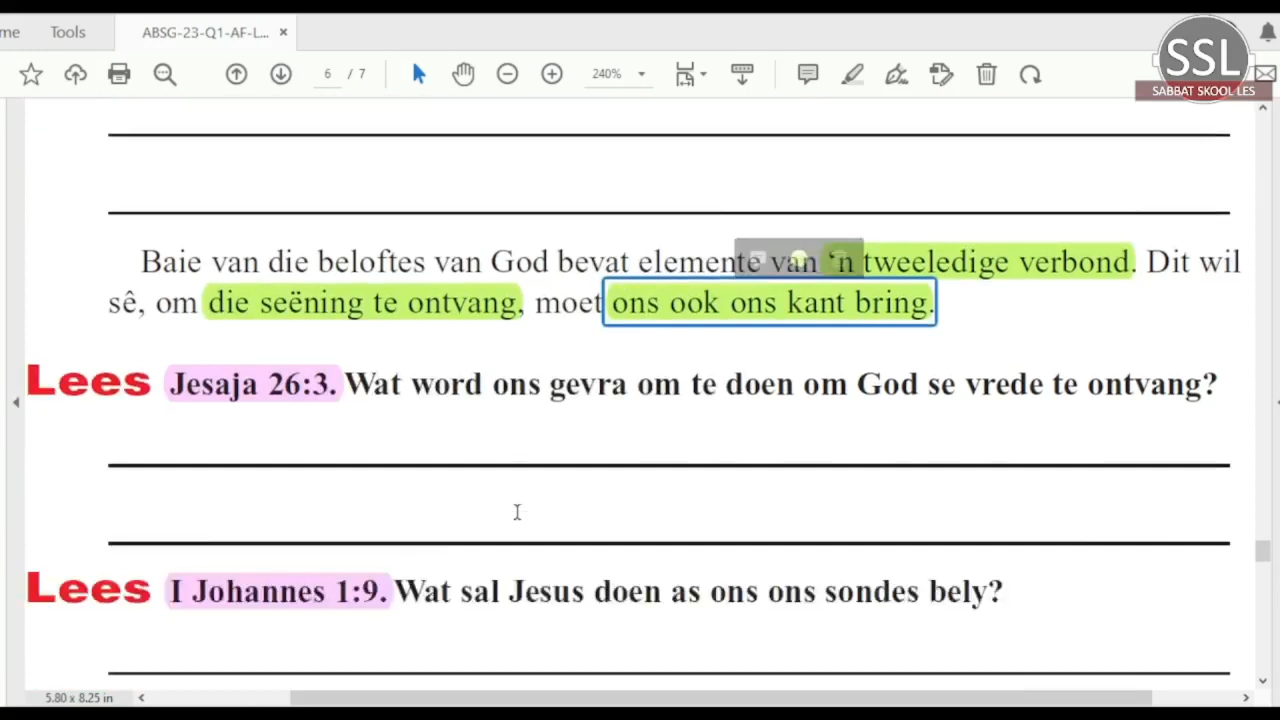 me Tools ABSG-23-Q1-AF-L... ×
SSL
SABBAT SKOOL LES
6 / 7 240%
Baie van die beloftes van God bevat elemente van ‘n tweeledige verbond. Dit wil
sê, om die seëning te ontvang, moet ons ook ons kant bring.
Lees Jesaja 26:3. Wat word ons gevra om te doen om God se vrede te ontvang?
Lees I Johannes 1:9. Wat sal Jesus doen as ons ons sondes bely?
5.80 x 8.25 in